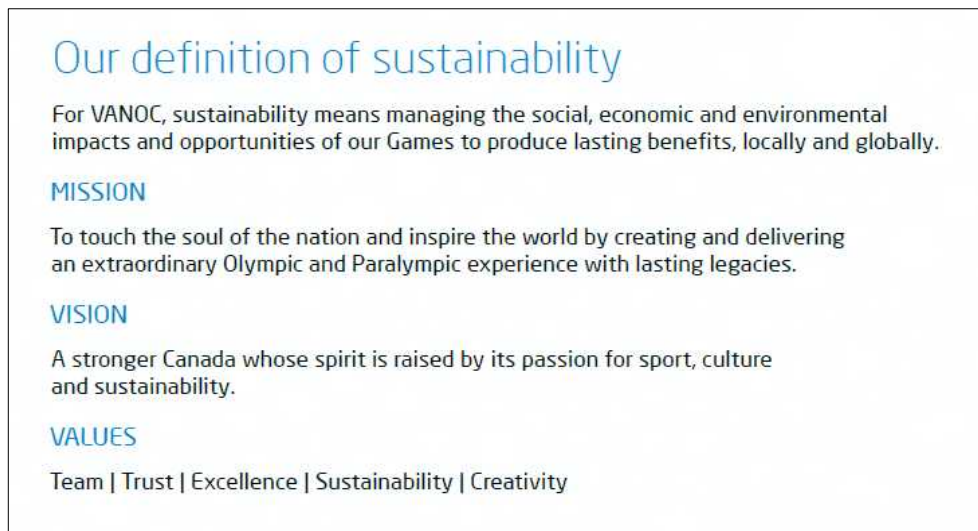 Our definition of sustainability
For VANOC, sustainability means managing the social, economic and environmental
impacts and opportunities of our Games to produce lasting benefits, locally and globally.
MISSION
To touch the soul of the nation and inspire the world by creating and delivering
an extraordinary Olympic and Paralympic experience with lasting legacies.
VISION
A stronger Canada whose spirit is raised by its passion for sport, culture
and sustainability.
VALUES
Team | Trust | Excellence | Sustainability | Creativity